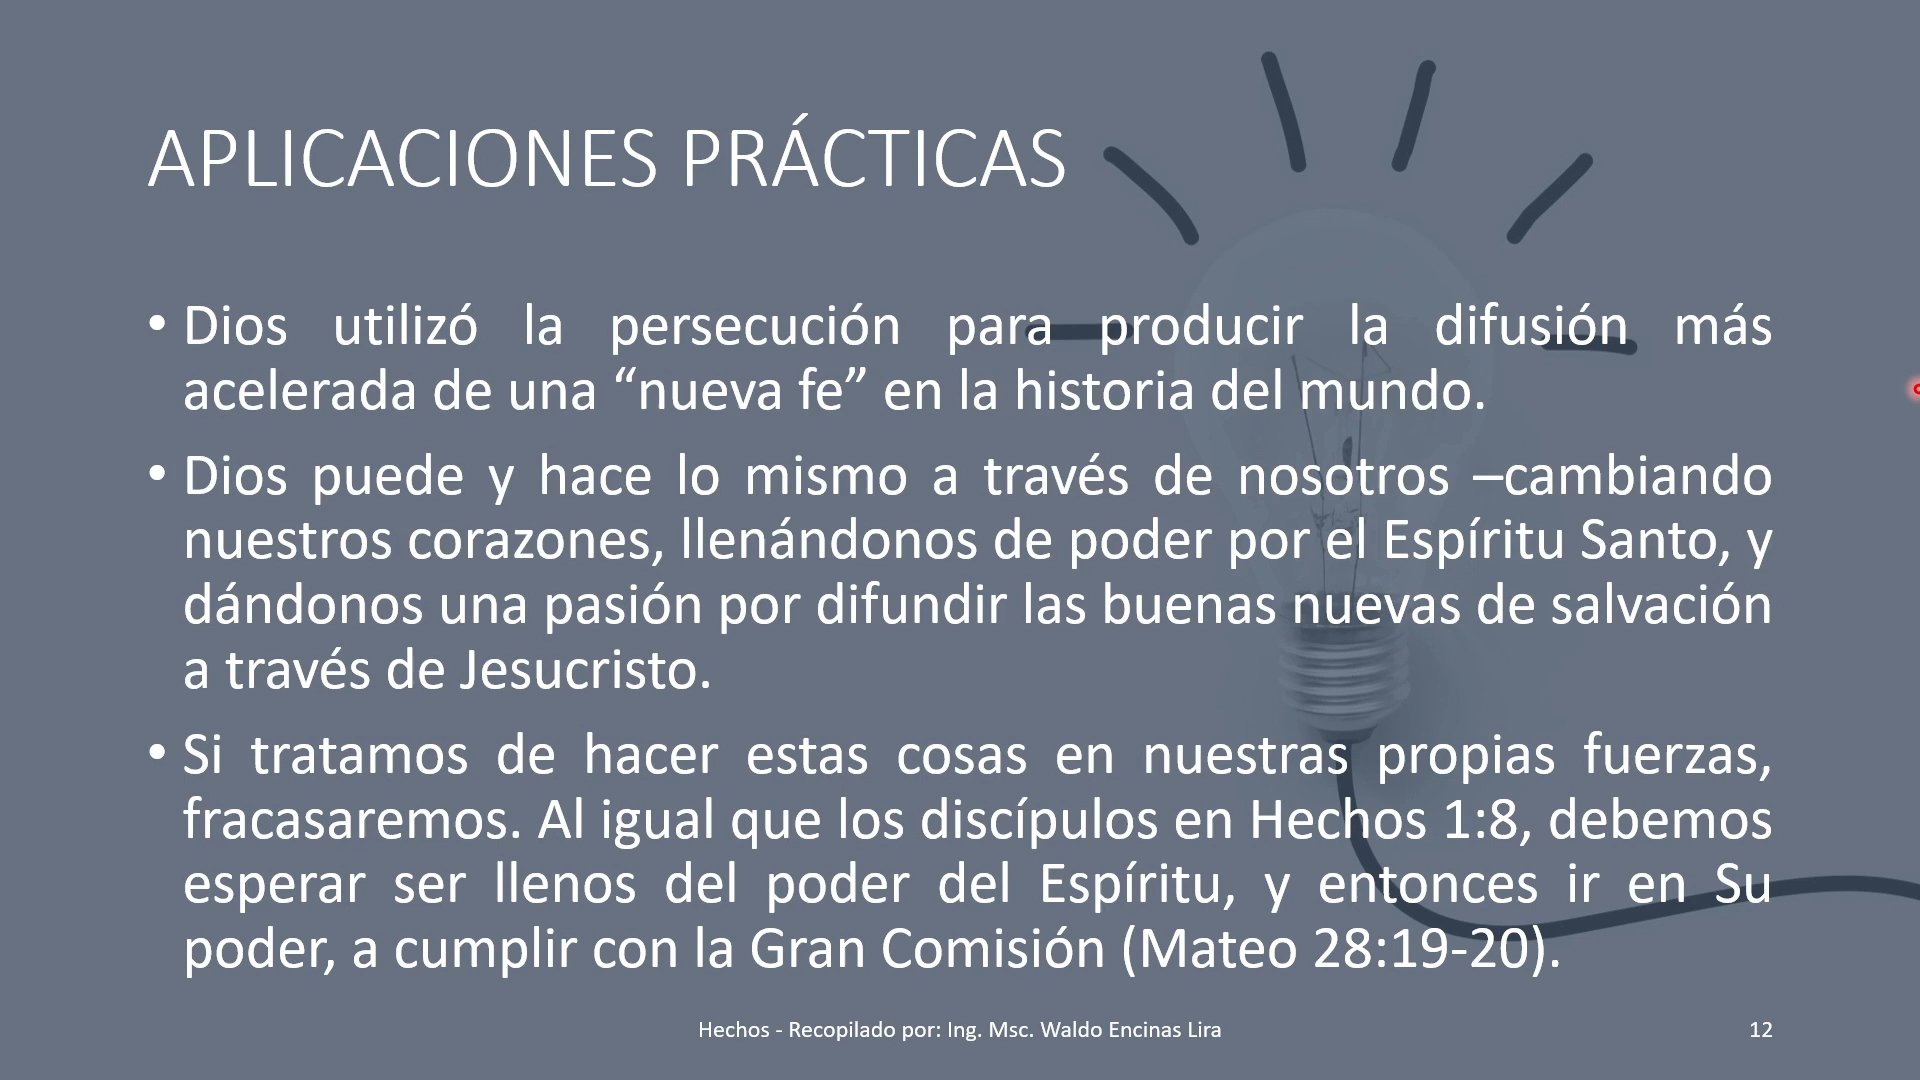 APLICACIONES PRÁCTICAS
• Dios utilizó la persecución para producir la difusión más
acelerada de una “nueva fe” en la historia del mundo.
• Dios puede y hace lo mismo a través de nosotros –cambiando
nuestros corazones, llenándonos de poder por el Espíritu Santo, y
dándonos una pasión por difundir las buenas nuevas de salvación
a través de Jesucristo.
• Si tratamos de hacer estas cosas en nuestras propias fuerzas,
fracasaremos. Al igual que los discípulos en Hechos 1:8, debemos
esperar ser llenos del poder del Espíritu, y entonces ir en Su
poder, a cumplir con la Gran Comisión (Mateo 28:19-20).
Hechos - Recopilado por: Ing. Msc. Waldo Encinas Lira
12